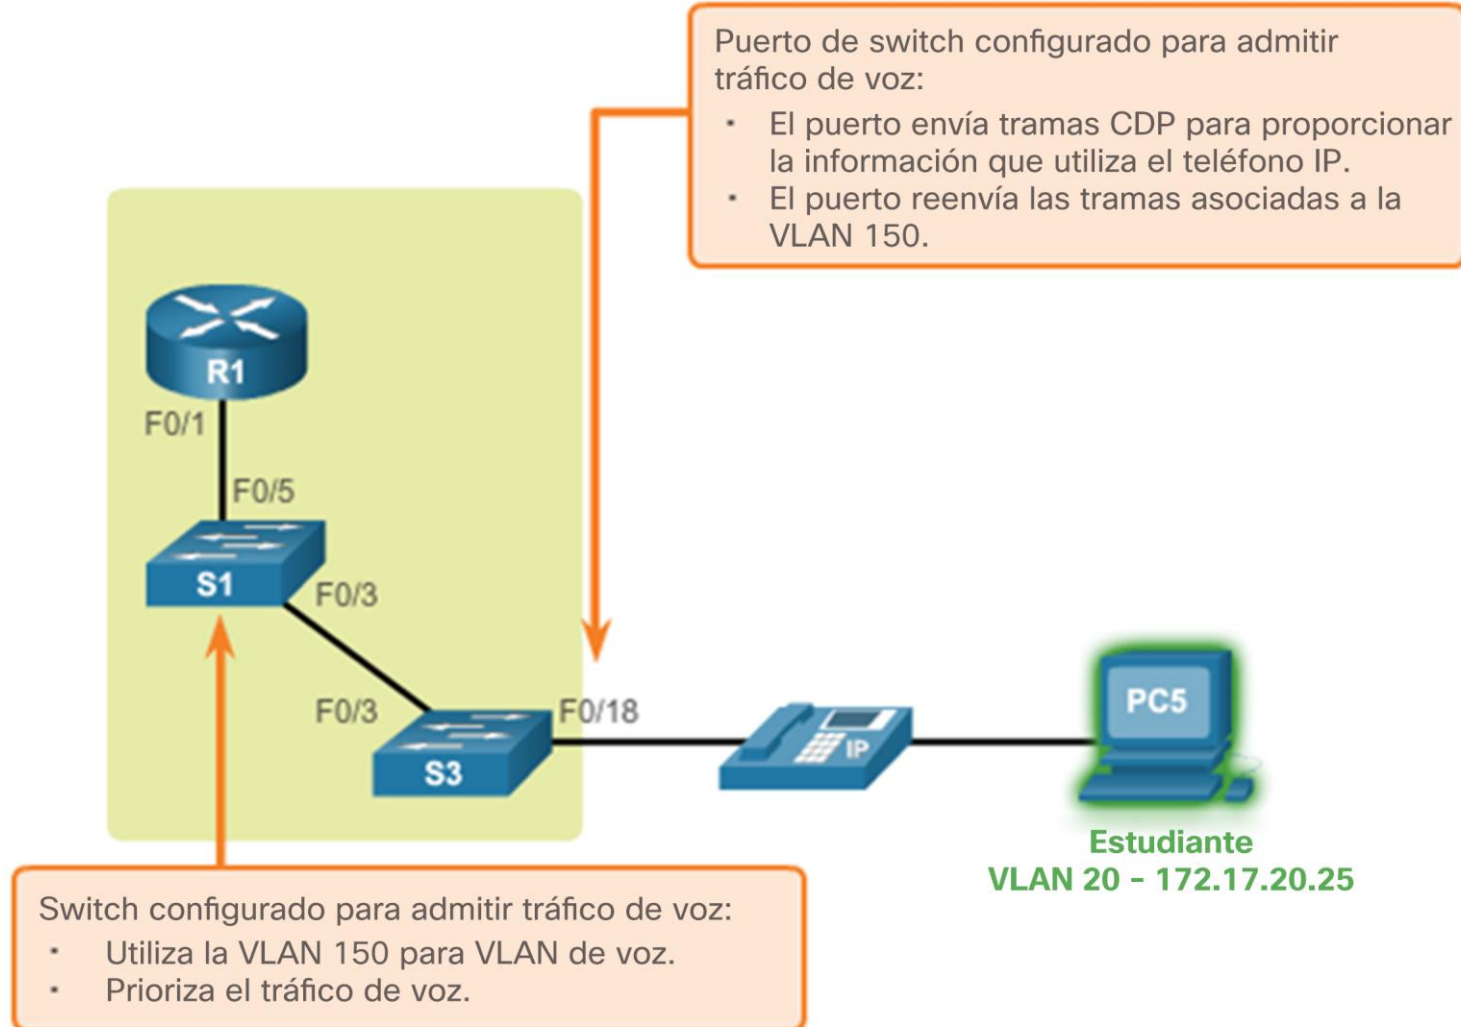 Puerto de switch configurado para admitir
tráfico de voz:
· El puerto envía tramas CDP para proporcionar
la información que utiliza el teléfono IP.
· El puerto reenvía las tramas asociadas a la
VLAN 150.
R1
F0/1
F0/5
S1
F0/3
F0/3
F0/18
S3
IP
PC5
Estudiante
VLAN 20 - 172.17.20.25
Switch configurado para admitir tráfico de voz:
· Utiliza la VLAN 150 para VLAN de voz.
· Prioriza el tráfico de voz.